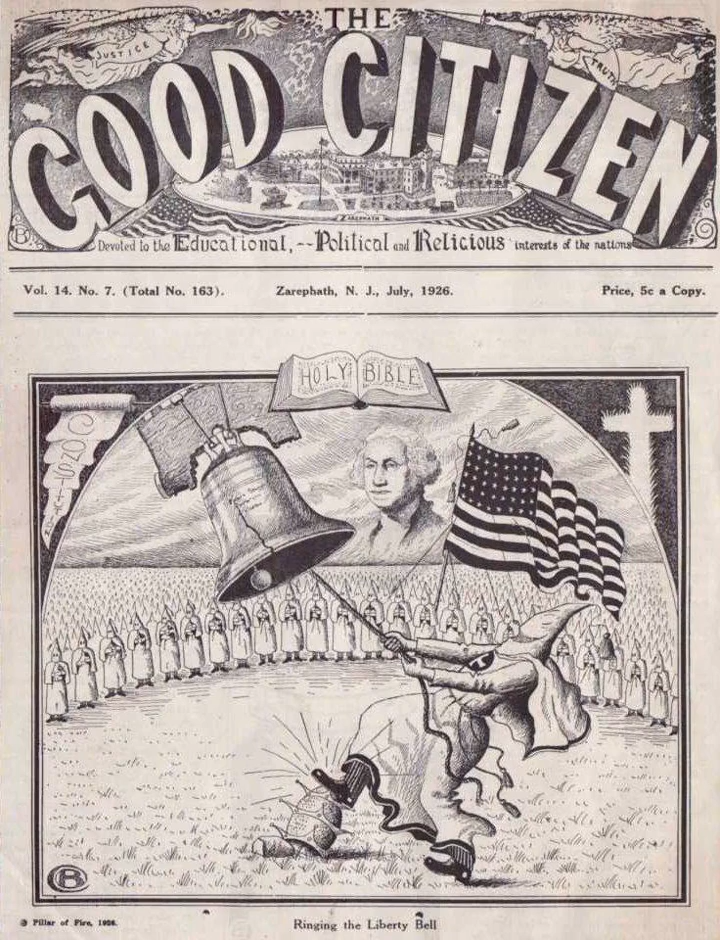 THE
GOOD CITIZEN
JUSTICE
TRUTH
ZAREPHATH
B
Devoted to the Educational, -- Political and Religious interests of the nations
Vol. 14. No. 7. (Total No. 163). Zarephath, N. J., July, 1926. Price, 5c a Copy.
HOLY BIBLE
CB
© Pillar of Fire, 1926.
Ringing the Liberty Bell